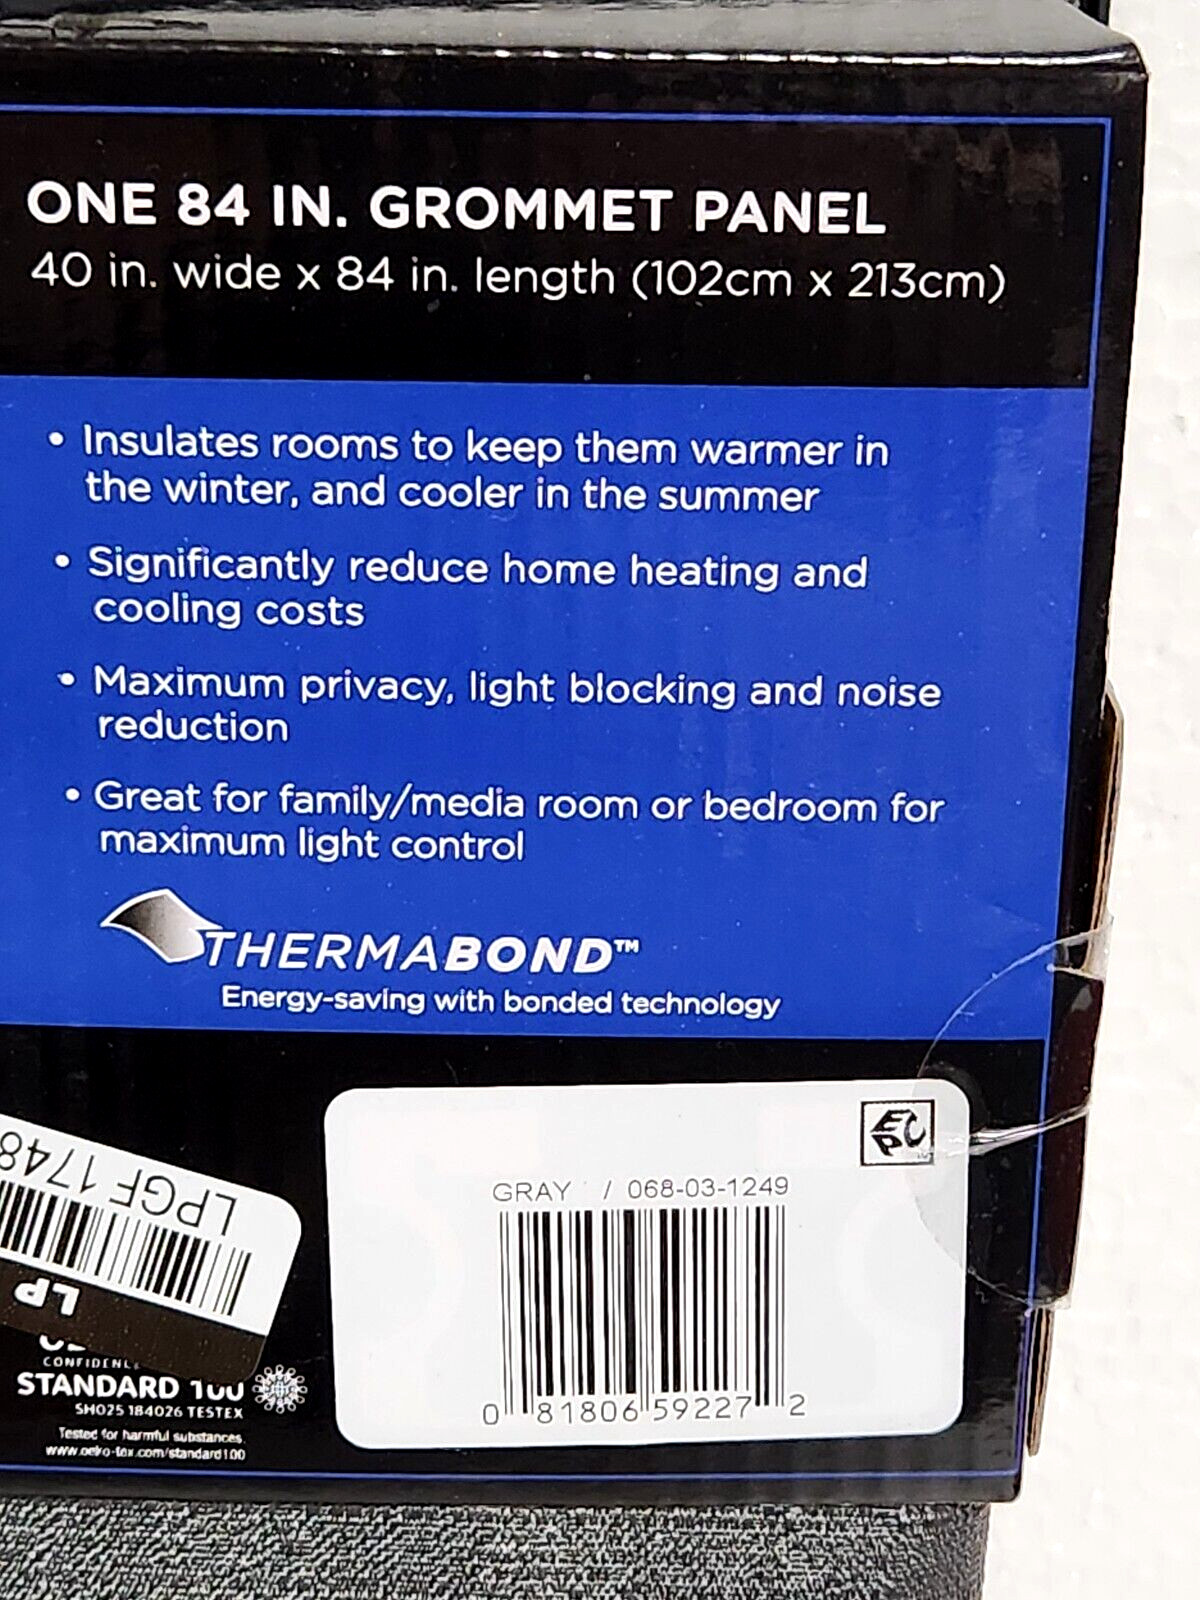 ONE 84 IN. GROMMET PANEL
40 in. wide x 84 in. length (102cm x 213cm)
• Insulates rooms to keep them warmer in
the winter, and cooler in the summer
• Significantly reduce home heating and
cooling costs
• Maximum privacy, light blocking and noise
reduction
• Great for family/media room or bedroom for
maximum light control
THERMABOND™
Energy-saving with bonded technology
EPC
GRAY / 068-03-1249
0 81806 59227 2
LPGF1748
LP
STANDARD 100
SH025 184026 TESTEX
Tested for harmful substances.
www.oeko-tex.com/standard100